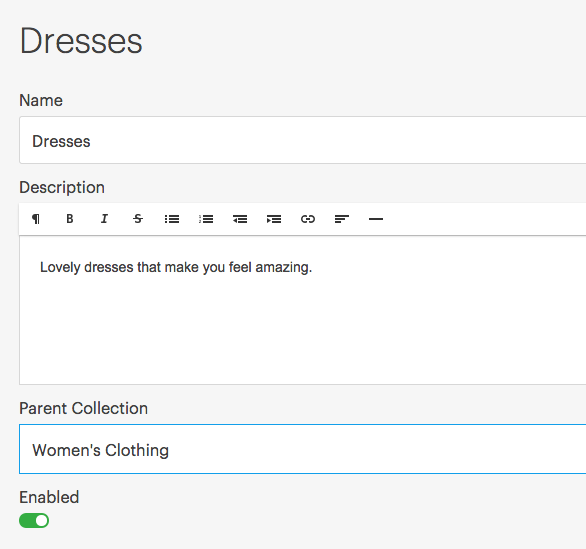 Dresses
Name
Dresses
Description
¶ B I S
Lovely dresses that make you feel amazing.
Parent Collection
Women's Clothing
Enabled